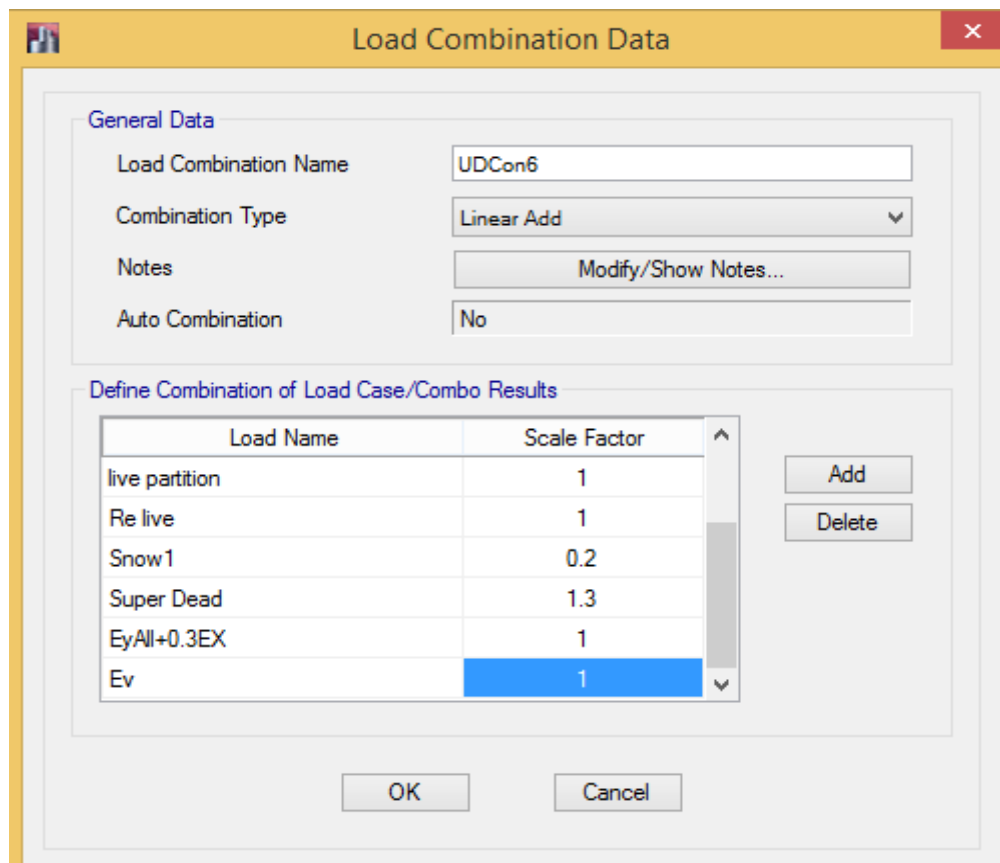 Load Combination Data
General Data
Load Combination Name UDCon6
Combination Type Linear Add
Notes Modify/Show Notes...
Auto Combination No
Define Combination of Load Case/Combo Results
Load Name Scale Factor
live partition 1
Add
Re live 1
Delete
Snow1 0.2
Super Dead 1.3
EyAll+0.3EX 1
Ev 1
OK Cancel